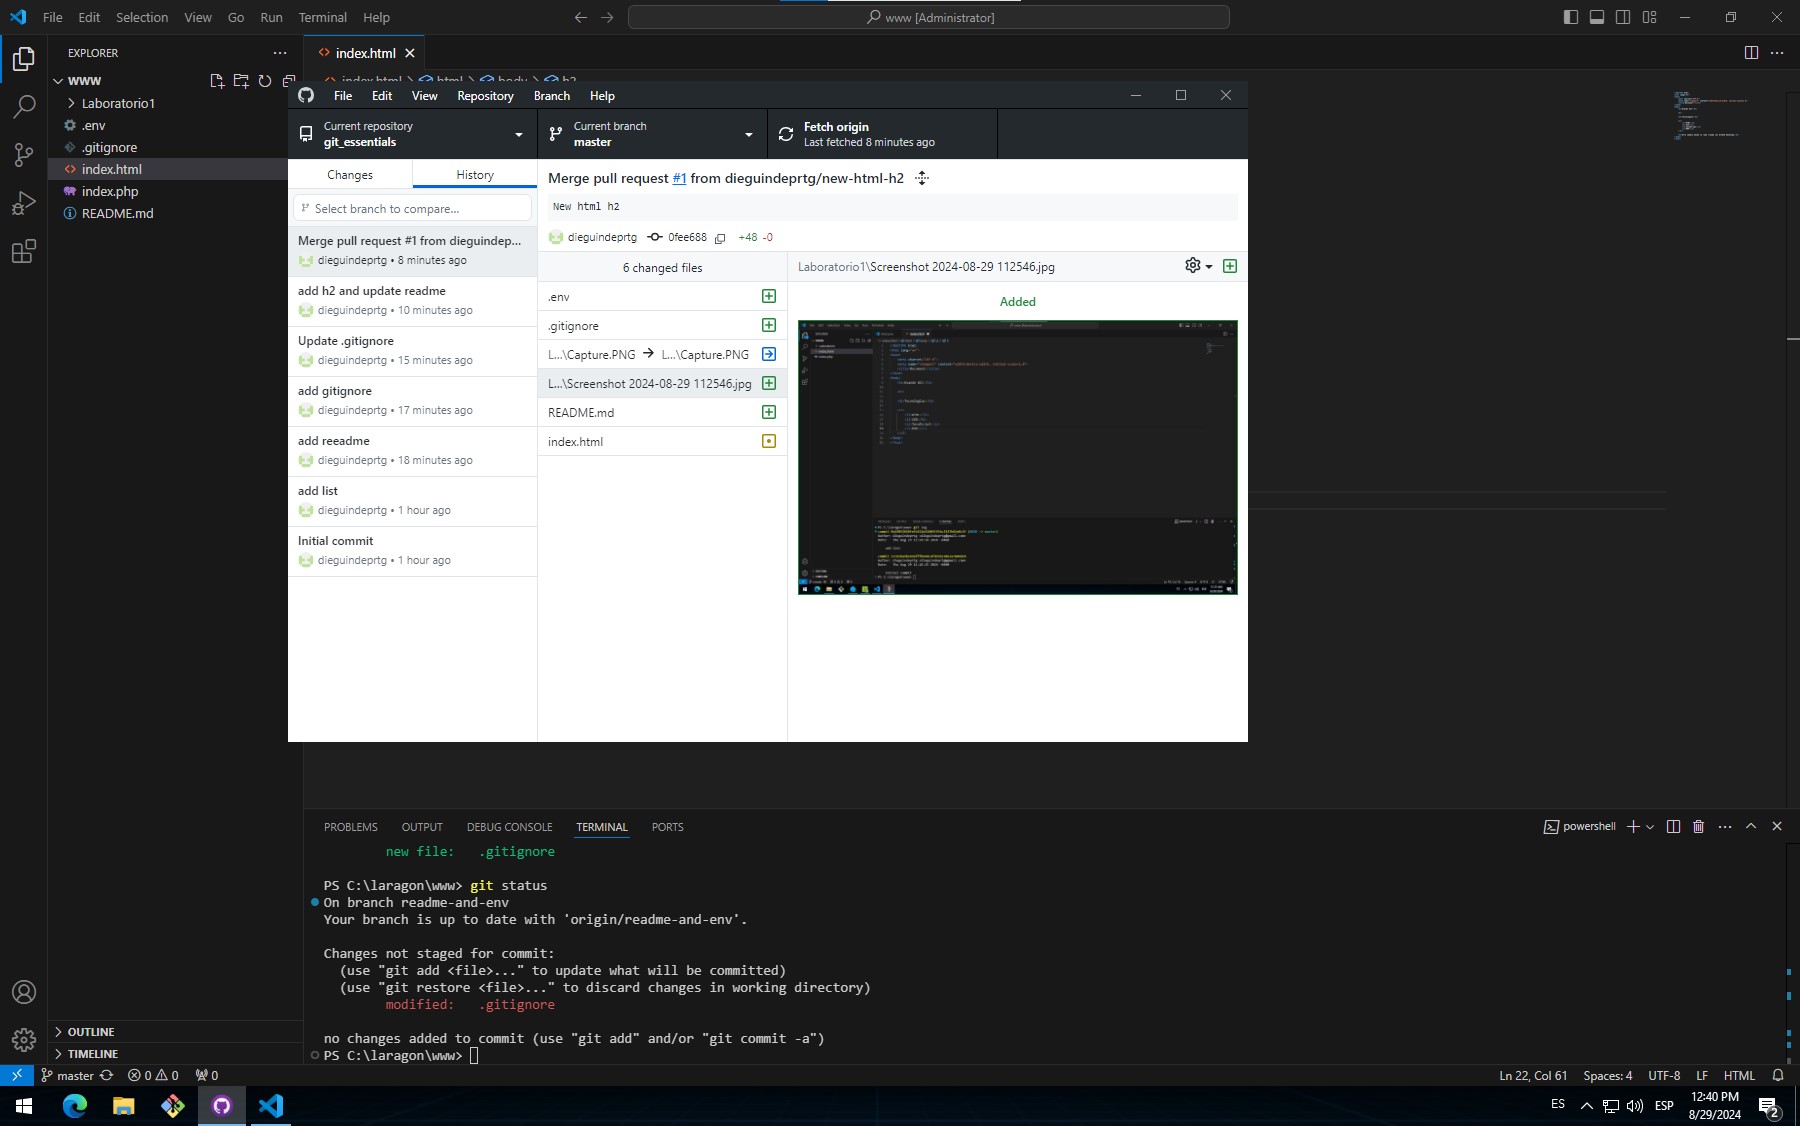 File Edit Selection View Go Run Terminal Help
www [Administrator]
EXPLORER
WWW
Laboratorio1
.env
.gitignore
index.html
index.php
README.md
OUTLINE
TIMELINE
index.html
File Edit View Repository Branch Help
Current repository
git_essentials
Current branch
master
Fetch origin
Last fetched 8 minutes ago
Changes
History
Select branch to compare...
Merge pull request #1 from dieguindep...
dieguindeprtg • 8 minutes ago
add h2 and update readme
dieguindeprtg • 10 minutes ago
Update .gitignore
dieguindeprtg • 15 minutes ago
add gitignore
dieguindeprtg • 17 minutes ago
add reeadme
dieguindeprtg • 18 minutes ago
add list
dieguindeprtg • 1 hour ago
Initial commit
dieguindeprtg • 1 hour ago
Merge pull request #1 from dieguindeprtg/new-html-h2
New html h2
dieguindeprtg 0fee688 +48 -0
6 changed files
.env
.gitignore
L...\Capture.PNG → L...\Capture.PNG
L...\Screenshot 2024-08-29 112546.jpg
README.md
index.html
Laboratorio1\Screenshot 2024-08-29 112546.jpg
Added
PROBLEMS OUTPUT DEBUG CONSOLE TERMINAL PORTS
powershell
new file: .gitignore
PS C:\laragon\www> git status
On branch readme-and-env
Your branch is up to date with 'origin/readme-and-env'.
Changes not staged for commit:
(use "git add <file>..." to update what will be committed)
(use "git restore <file>..." to discard changes in working directory)
modified: .gitignore
no changes added to commit (use "git add" and/or "git commit -a")
PS C:\laragon\www>
master 0 0 0
Ln 22, Col 61 Spaces: 4 UTF-8 LF HTML
ES
ESP
12:40 PM
8/29/2024
2